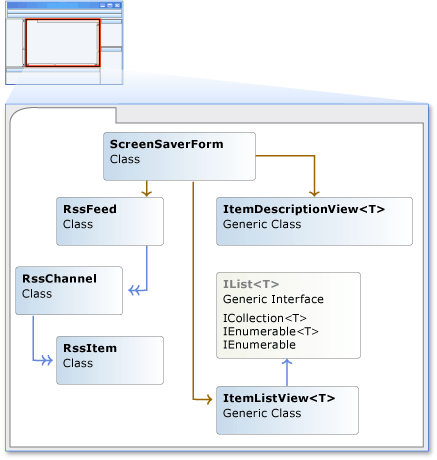 ScreenSaverForm
Class
RssFeed
Class
ItemDescriptionView<T>
Generic Class
RssChannel
Class
IList<T>
Generic Interface
ICollection<T>
IEnumerable<T>
IEnumerable
RssItem
Class
ItemListView<T>
Generic Class